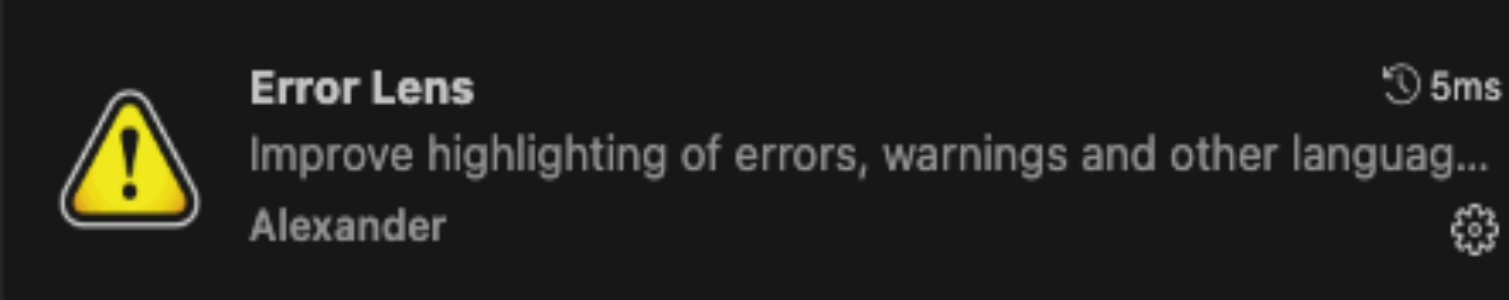 Error Lens
5ms
Improve highlighting of errors, warnings and other languag...
Alexander